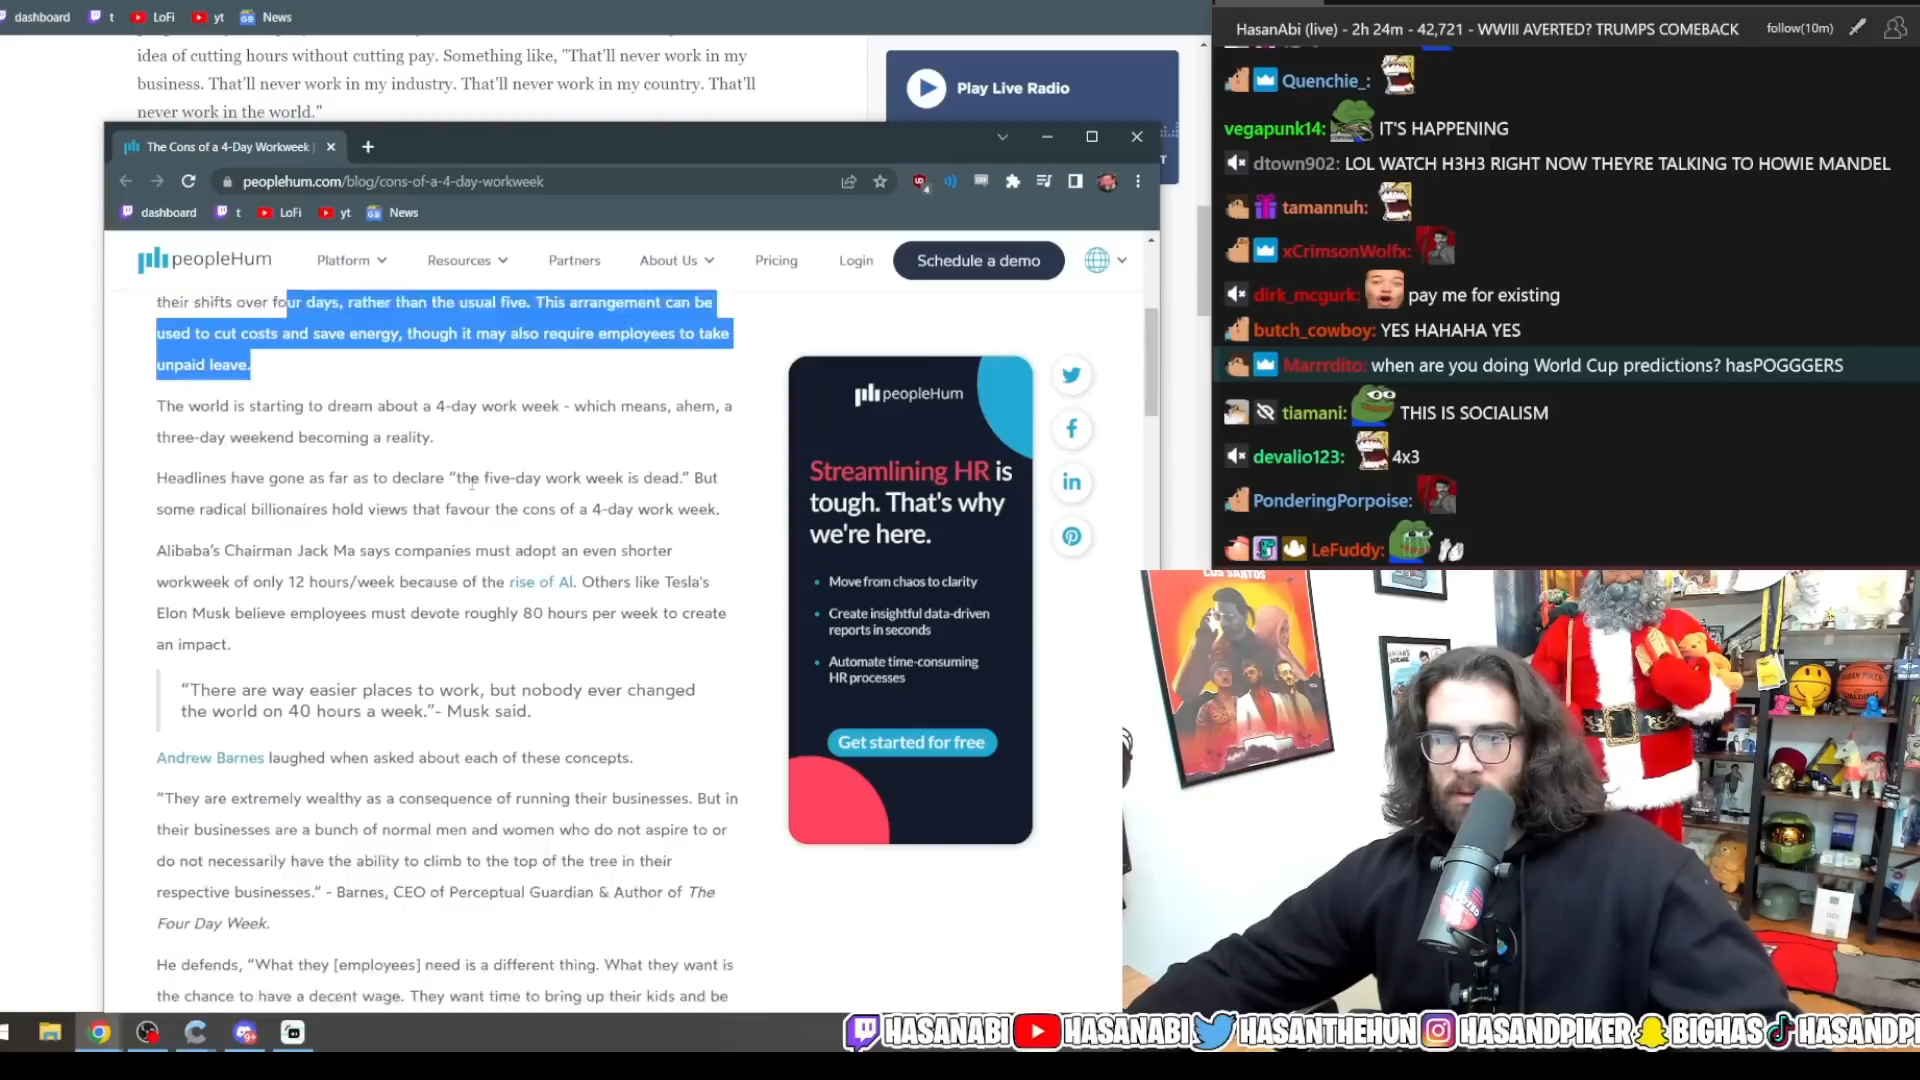 dashboard
t
LoFi
yt
News
idea of cutting hours without cutting pay. Something like, "That'll never work in my
business. That'll never work in my industry. That'll never work in my country. That'll
never work in the world."
Play Live Radio
The Cons of a 4-Day Workweek |
peoplehum.com/blog/cons-of-a-4-day-workweek
dashboard
t
LoFi
yt
News
peopleHum
Platform
Resources
Partners
About Us
Pricing
Login
Schedule a demo
their shifts over four days, rather than the usual five. This arrangement can be
used to cut costs and save energy, though it may also require employees to take
unpaid leave.
The world is starting to dream about a 4-day work week - which means, ahem, a
three-day weekend becoming a reality.
Headlines have gone as far as to declare “the five-day work week is dead.” But
some radical billionaires hold views that favour the cons of a 4-day work week.
Alibaba’s Chairman Jack Ma says companies must adopt an even shorter
workweek of only 12 hours/week because of the rise of AI. Others like Tesla's
Elon Musk believe employees must devote roughly 80 hours per week to create
an impact.
“There are way easier places to work, but nobody ever changed
the world on 40 hours a week.”- Musk said.
Andrew Barnes laughed when asked about each of these concepts.
“They are extremely wealthy as a consequence of running their businesses. But in
their businesses are a bunch of normal men and women who do not aspire to or
do not necessarily have the ability to climb to the top of the tree in their
respective businesses.” - Barnes, CEO of Perceptual Guardian & Author of The
Four Day Week.
He defends, “What they [employees] need is a different thing. What they want is
the chance to have a decent wage. They want time to bring up their kids and be
peopleHum
Streamlining HR is
tough. That's why
we're here.
Move from chaos to clarity
Create insightful data-driven
reports in seconds
Automate time-consuming
HR processes
Get started for free
HasanAbi (live) - 2h 24m - 42,721 - WWIII AVERTED? TRUMPS COMEBACK
follow(10m)
Quenchie_:
vegapunk14: IT'S HAPPENING
dtown902: LOL WATCH H3H3 RIGHT NOW THEYRE TALKING TO HOWIE MANDEL
tamannuh:
xCrimsonWolfx:
dirk_mcgurk: pay me for existing
butch_cowboy: YES HAHAHA YES
Marrrdito: when are you doing World Cup predictions? hasPOGGGERS
tiamani: THIS IS SOCIALISM
devalio123: 4x3
PonderingPorpoise:
LeFuddy:
LOS SANTOS
HASANABI
HASANABI
HASANTHEHUN
HASANDPIKER
BIGHAS
HASANDP